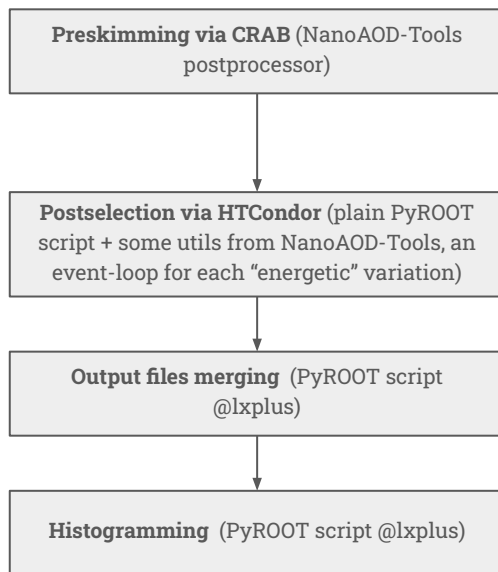 Preskimming via CRAB (NanoAOD-Tools
postprocessor)
Postselection via HTCondor (plain PyROOT
script + some utils from NanoAOD-Tools, an
event-loop for each “energetic” variation)
Output files merging (PyROOT script
@lxplus)
Histogramming (PyROOT script @lxplus)